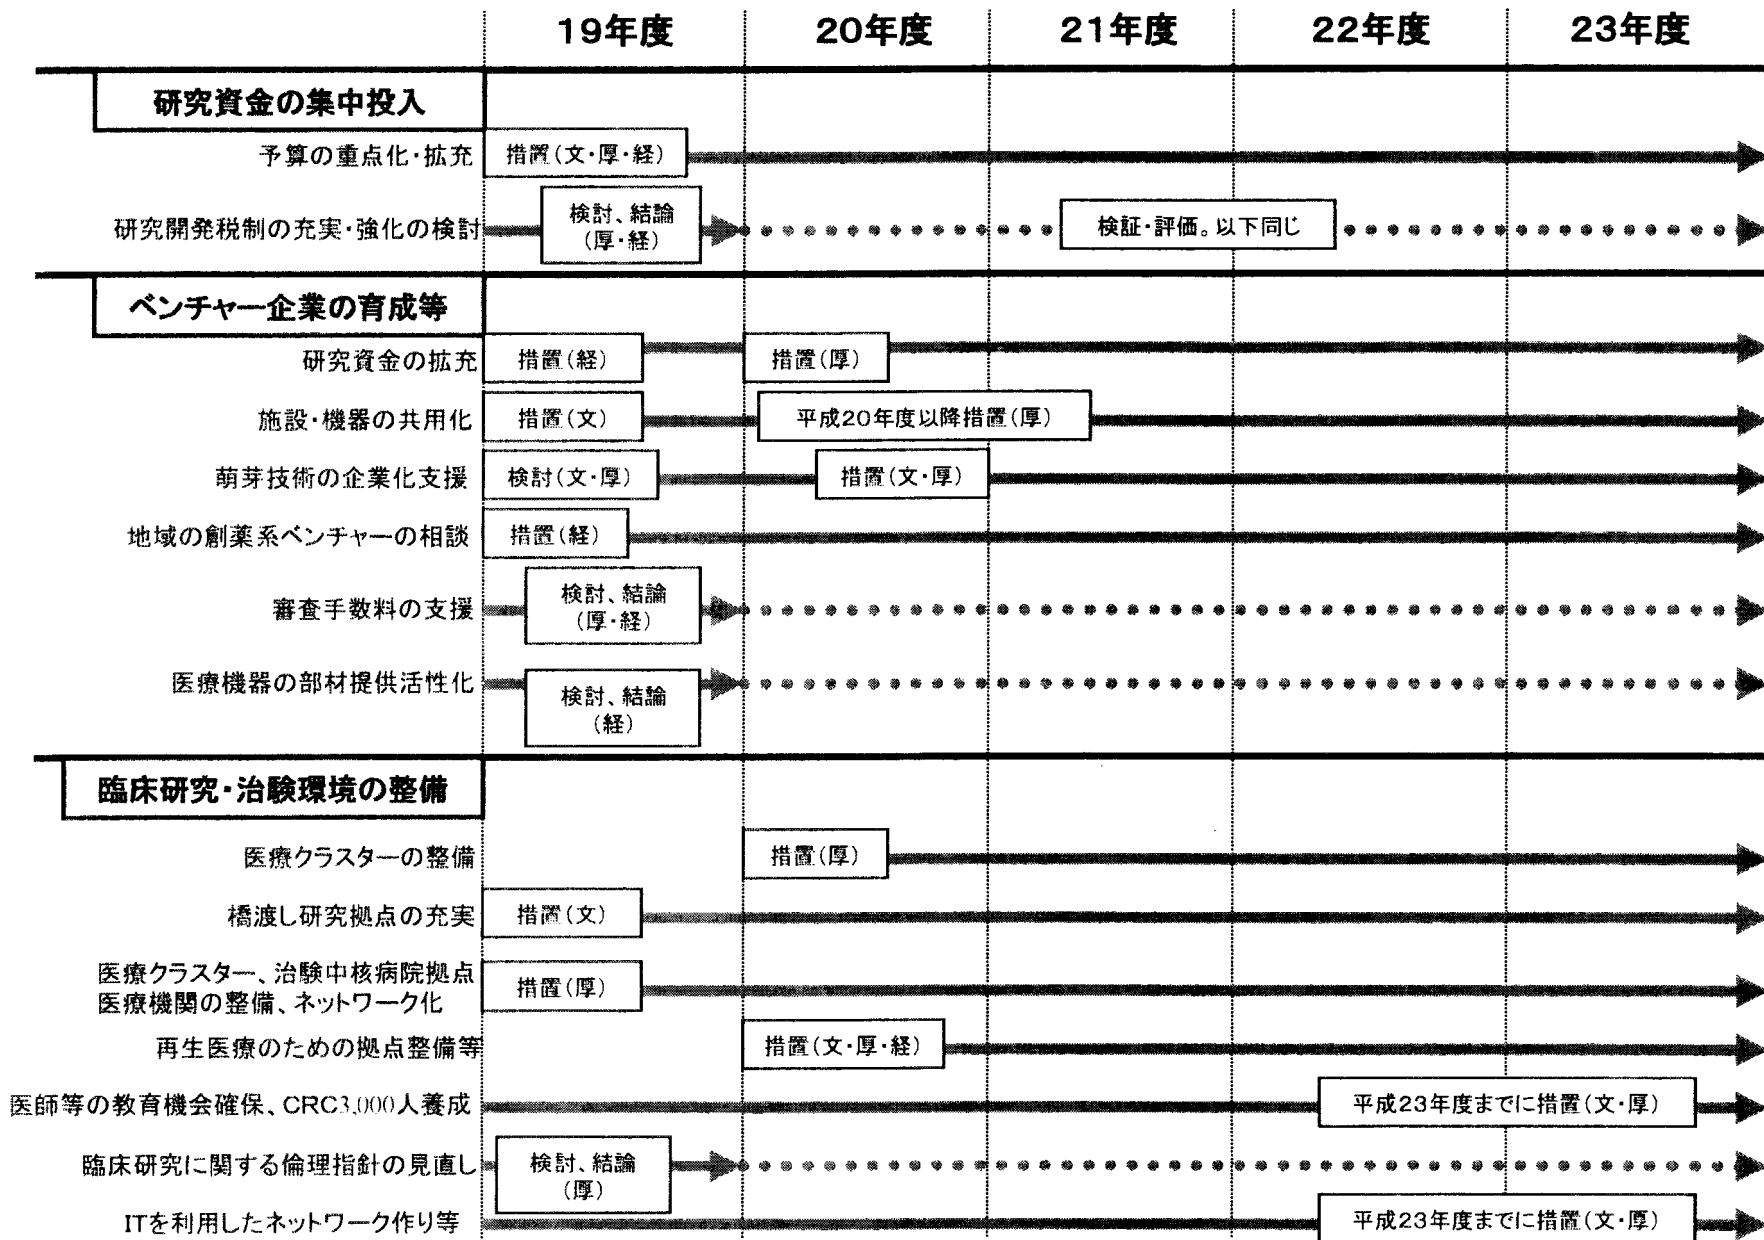 19年度 20年度 21年度 22年度 23年度
研究資金の集中投入
予算の重点化・拡充 措置(文・厚・経)
研究開発税制の充実・強化の検討 検討、結論 検証・評価。以下同じ
(厚・経)
ベンチャー企業の育成等
研究資金の拡充 措置(経) 措置(厚)
施設・機器の共用化 措置(文) 平成20年度以降措置(厚)
萌芽技術の企業化支援 検討(文・厚) 措置(文・厚)
地域の創薬系ベンチャーの相談 措置(経)
審査手数料の支援 検討、結論
(厚・経)
医療機器の部材提供活性化 検討、結論
(経)
臨床研究・治験環境の整備
医療クラスターの整備 措置(厚)
橋渡し研究拠点の充実 措置(文)
医療クラスター、治験中核病院拠点
医療機関の整備、ネットワーク化 措置(厚)
再生医療のための拠点整備等 措置(文・厚・経)
医師等の教育機会確保、CRC3,000人養成 平成23年度までに措置(文・厚)
臨床研究に関する倫理指針の見直し 検討、結論
(厚)
ITを利用したネットワーク作り等 平成23年度までに措置(文・厚)